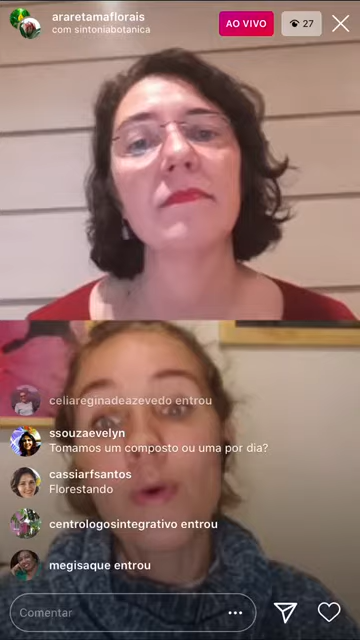 araretamaflorais
com sintoniabotanica
AO VIVO
27
celiareginadeazevedo entrou
ssouzaevelyn
Tomamos um composto ou uma por dia?
cassiarfsantos
Florestando
centrologosintegrativo entrou
megisaque entrou
Comentar